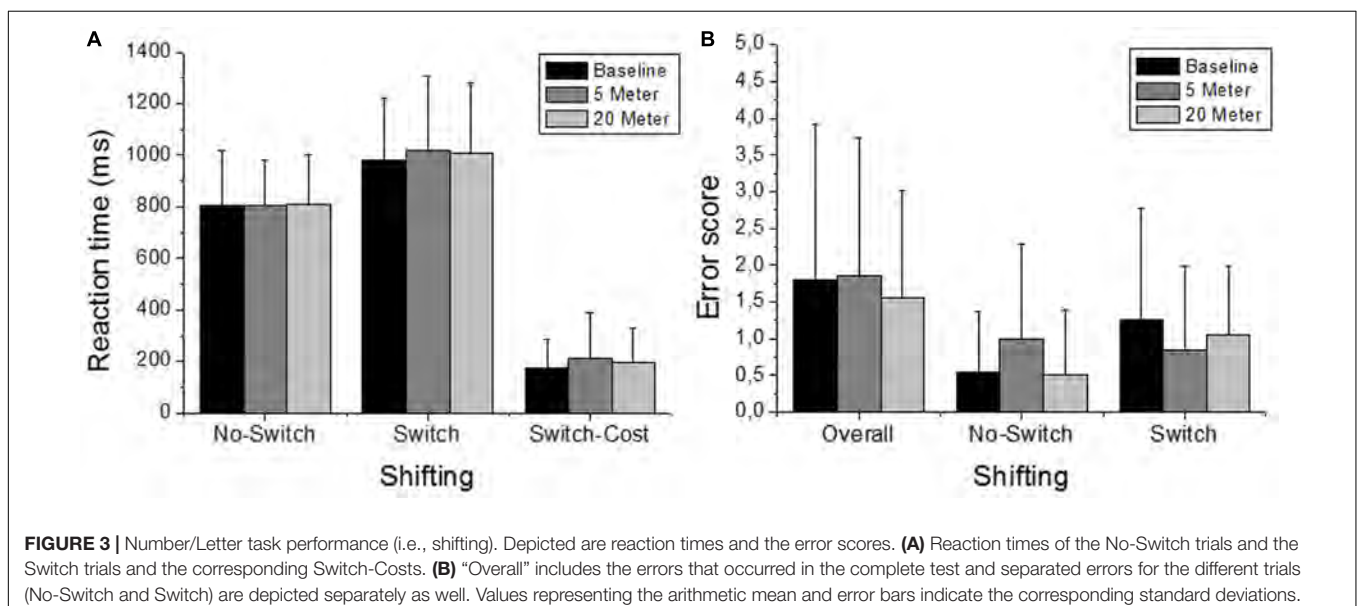 A
1400
1200
1000
800
600
400
200
0
Reaction time (ms)
Baseline
5 Meter
20 Meter
No-Switch Switch Switch-Cost
Shifting
B
5,0
4,5
4,0
3,5
3,0
2,5
2,0
1,5
1,0
0,5
0,0
Error score
Baseline
5 Meter
20 Meter
Overall No-Switch Switch
Shifting
FIGURE 3 | Number/Letter task performance (i.e., shifting). Depicted are reaction times and the error scores. (A) Reaction times of the No-Switch trials and the
Switch trials and the corresponding Switch-Costs. (B) “Overall” includes the errors that occurred in the complete test and separated errors for the different trials
(No-Switch and Switch) are depicted separately as well. Values representing the arithmetic mean and error bars indicate the corresponding standard deviations.